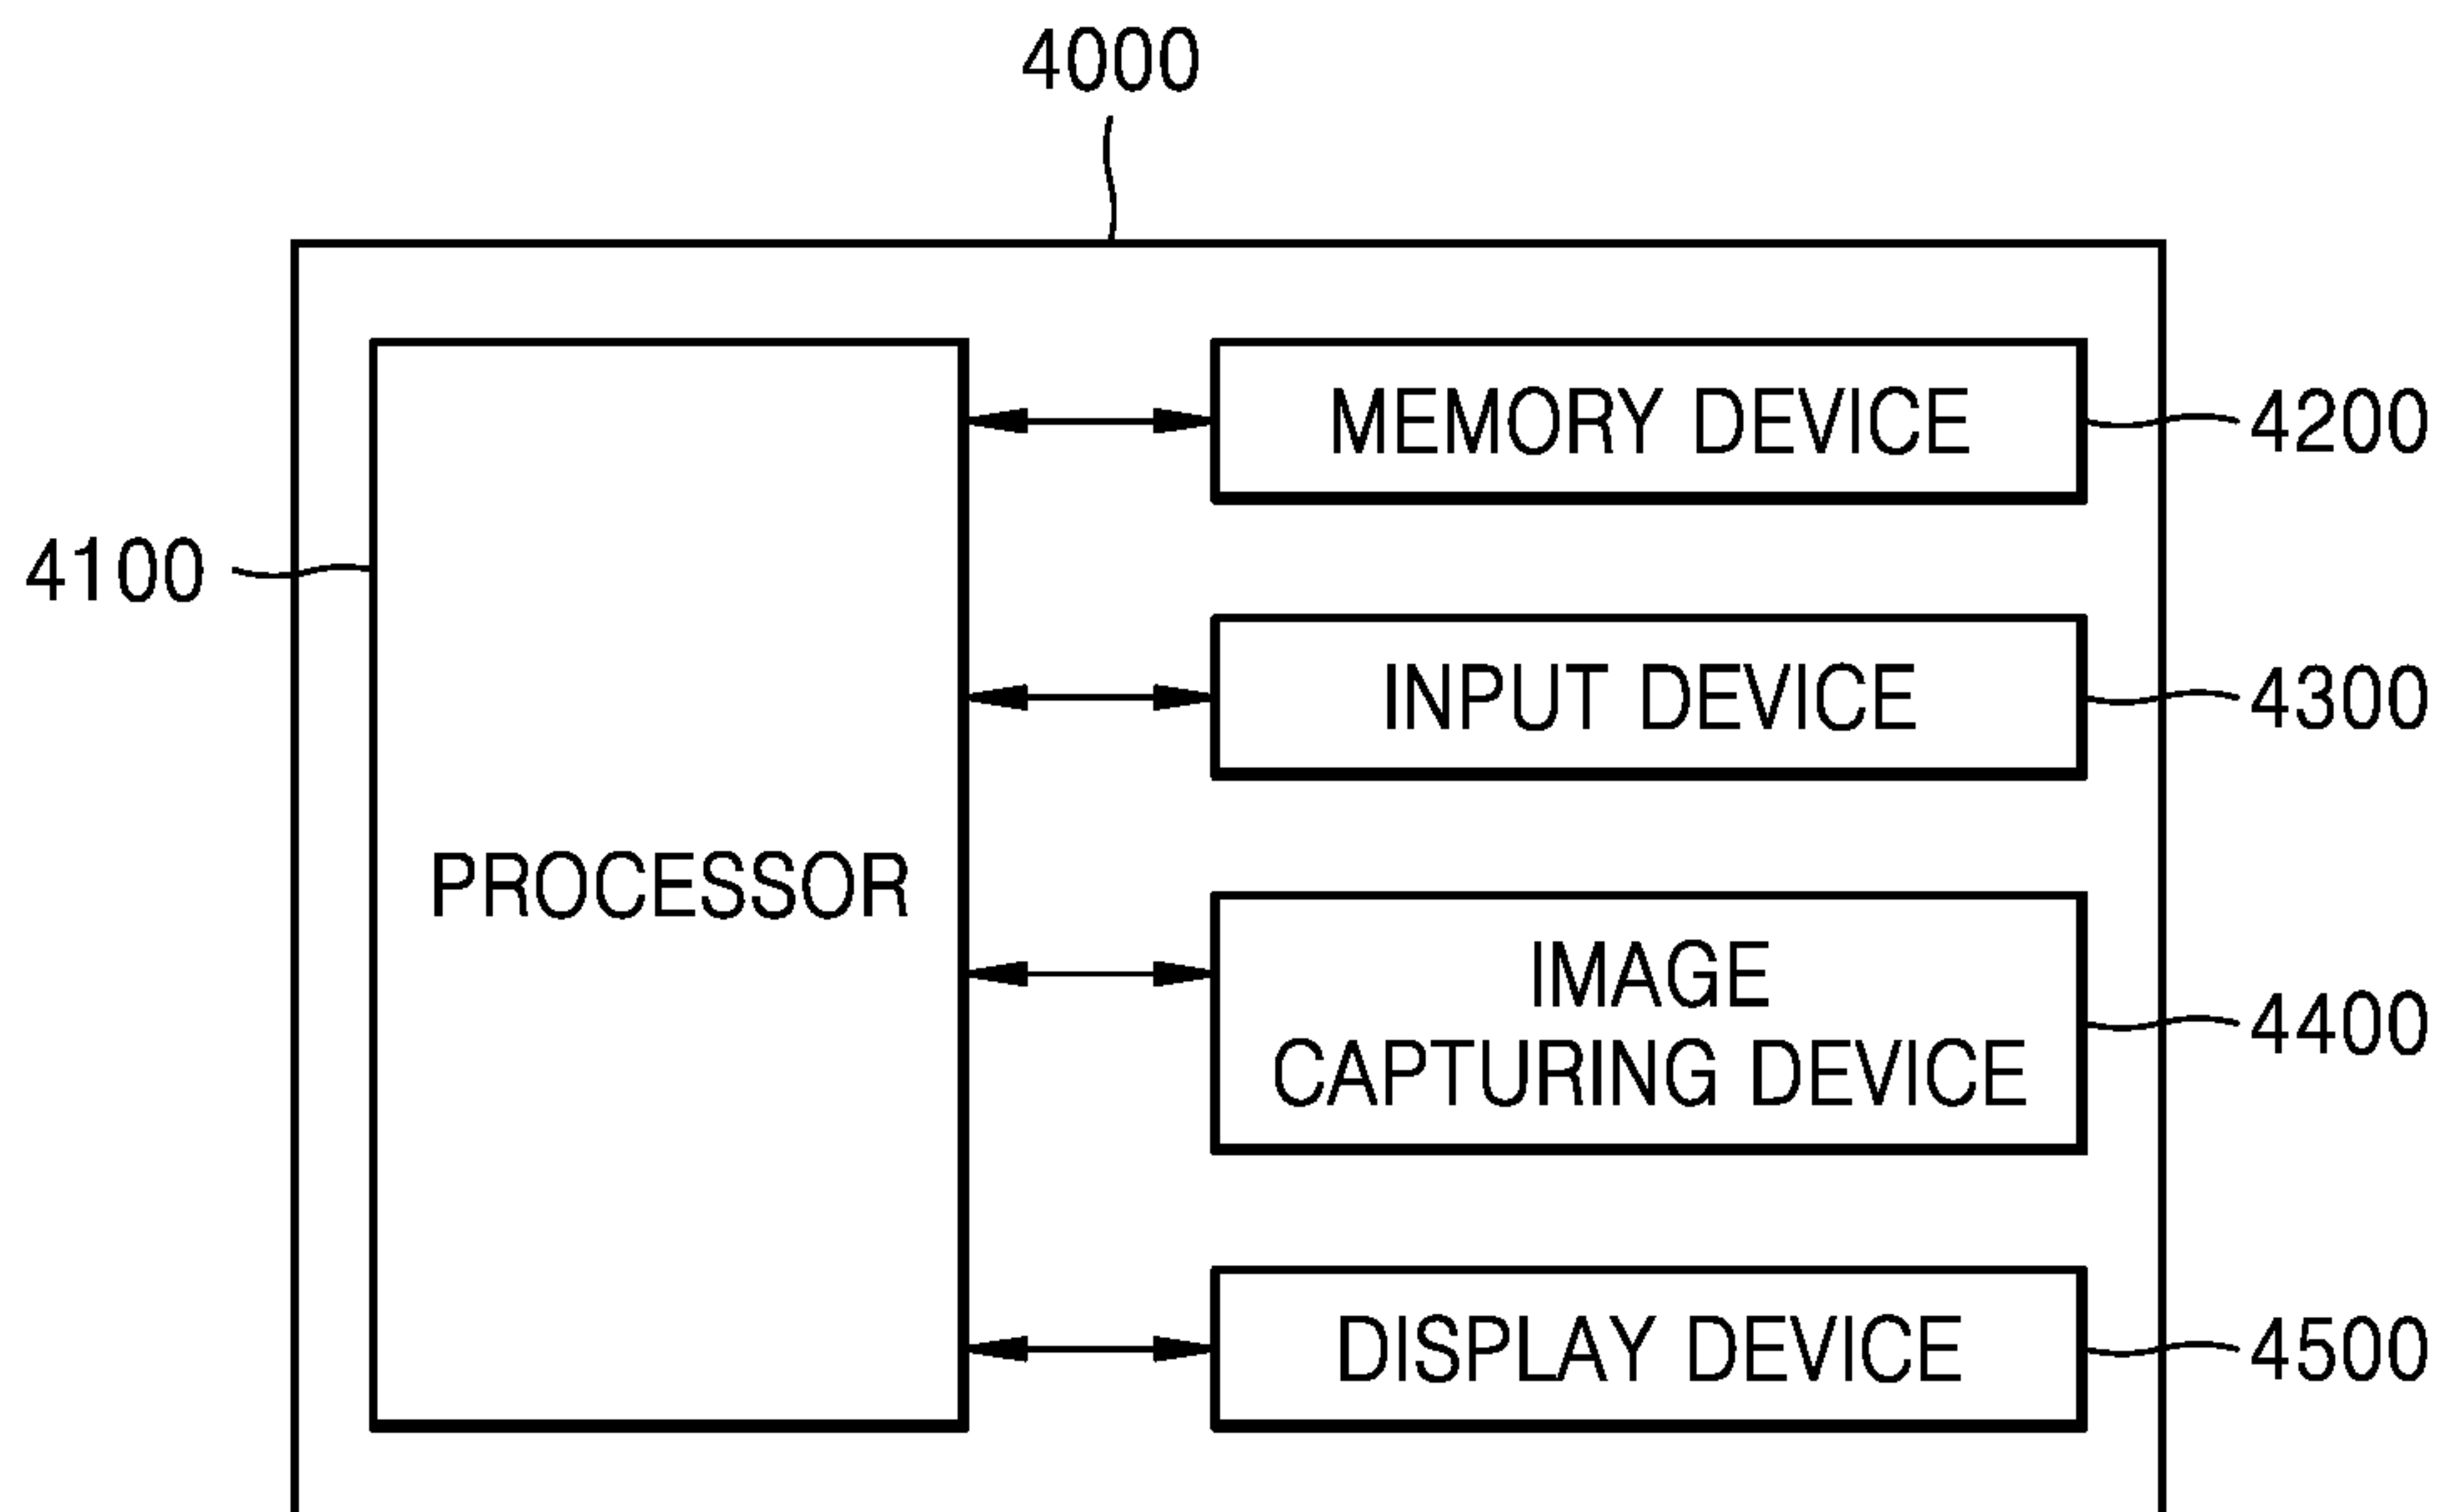 4000
MEMORY DEVICE
4200
4100
INPUT DEVICE
4300
PROCESSOR
IMAGE
CAPTURING DEVICE
4400
DISPLAY DEVICE
4500